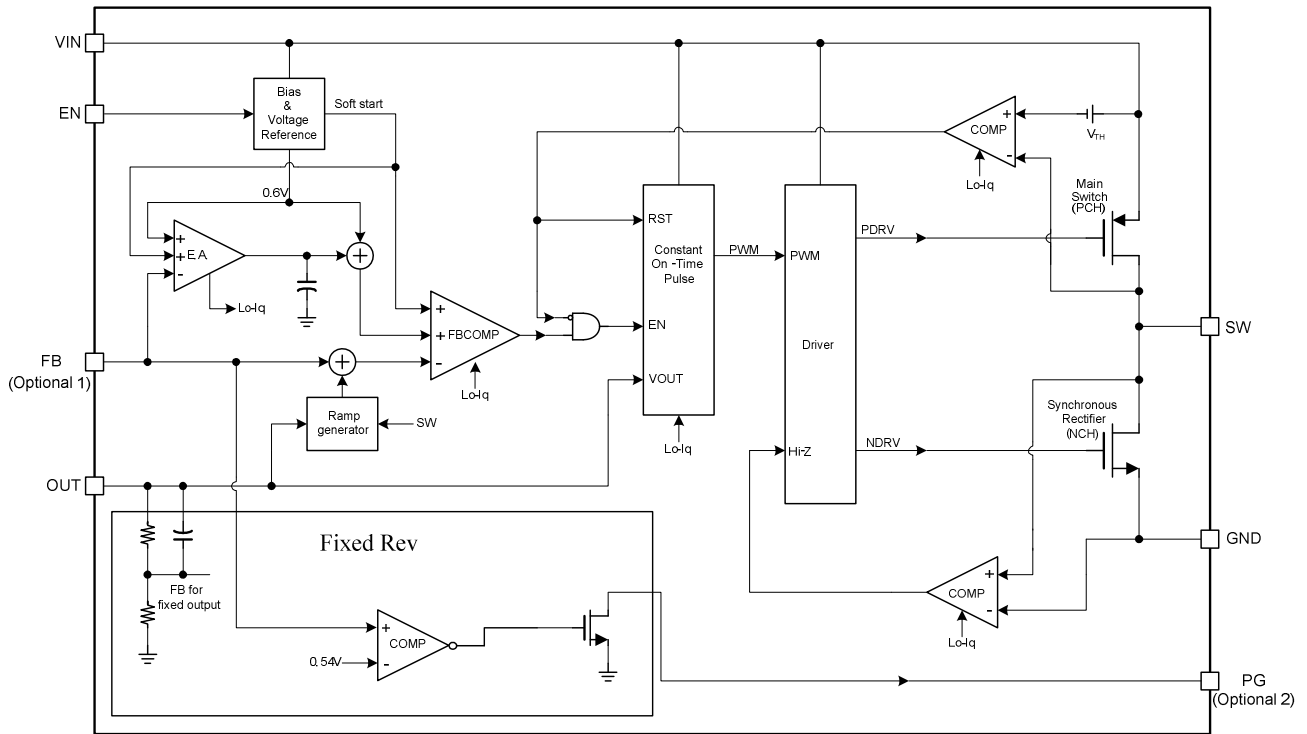 VIN
EN
Bias
&
Voltage
Reference
Soft start
0.6V
+
+
-
E.A
+
Lo-Iq
FB
(Optional 1)
+
Ramp
generator
SW
+
+
-
FBCOMP
Lo-Iq
RST
Constant
On -Time
Pulse
EN
VOUT
Lo-Iq
PWM
PWM
Driver
Hi-Z
PDRV
NDRV
+
-
COMP
Lo-Iq
VTH
Main
Switch
(PCH)
SW
Synchronous
Rectifier
(NCH)
GND
+
-
COMP
Lo-Iq
OUT
FB for
fixed output
Fixed Rev
+
-
COMP
0.54V
PG
(Optional 2)